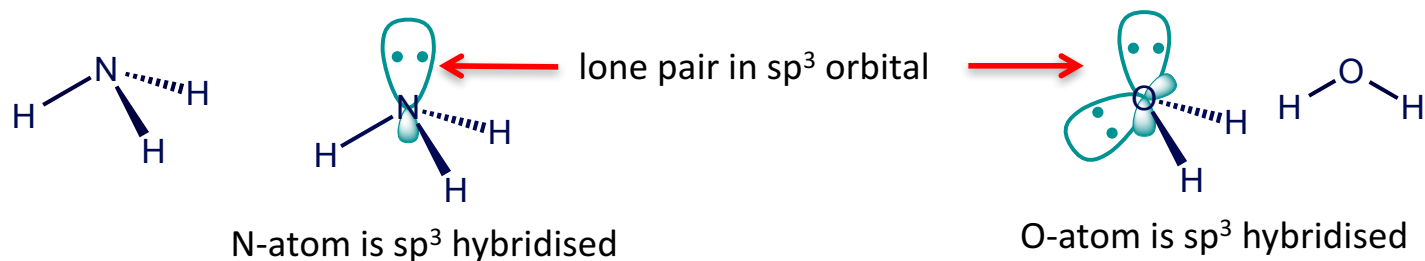 N
H
H
H
N
H
H
H
lone pair in sp³ orbital
O
H
H
O
H
H
N-atom is sp³ hybridised
O-atom is sp³ hybridised